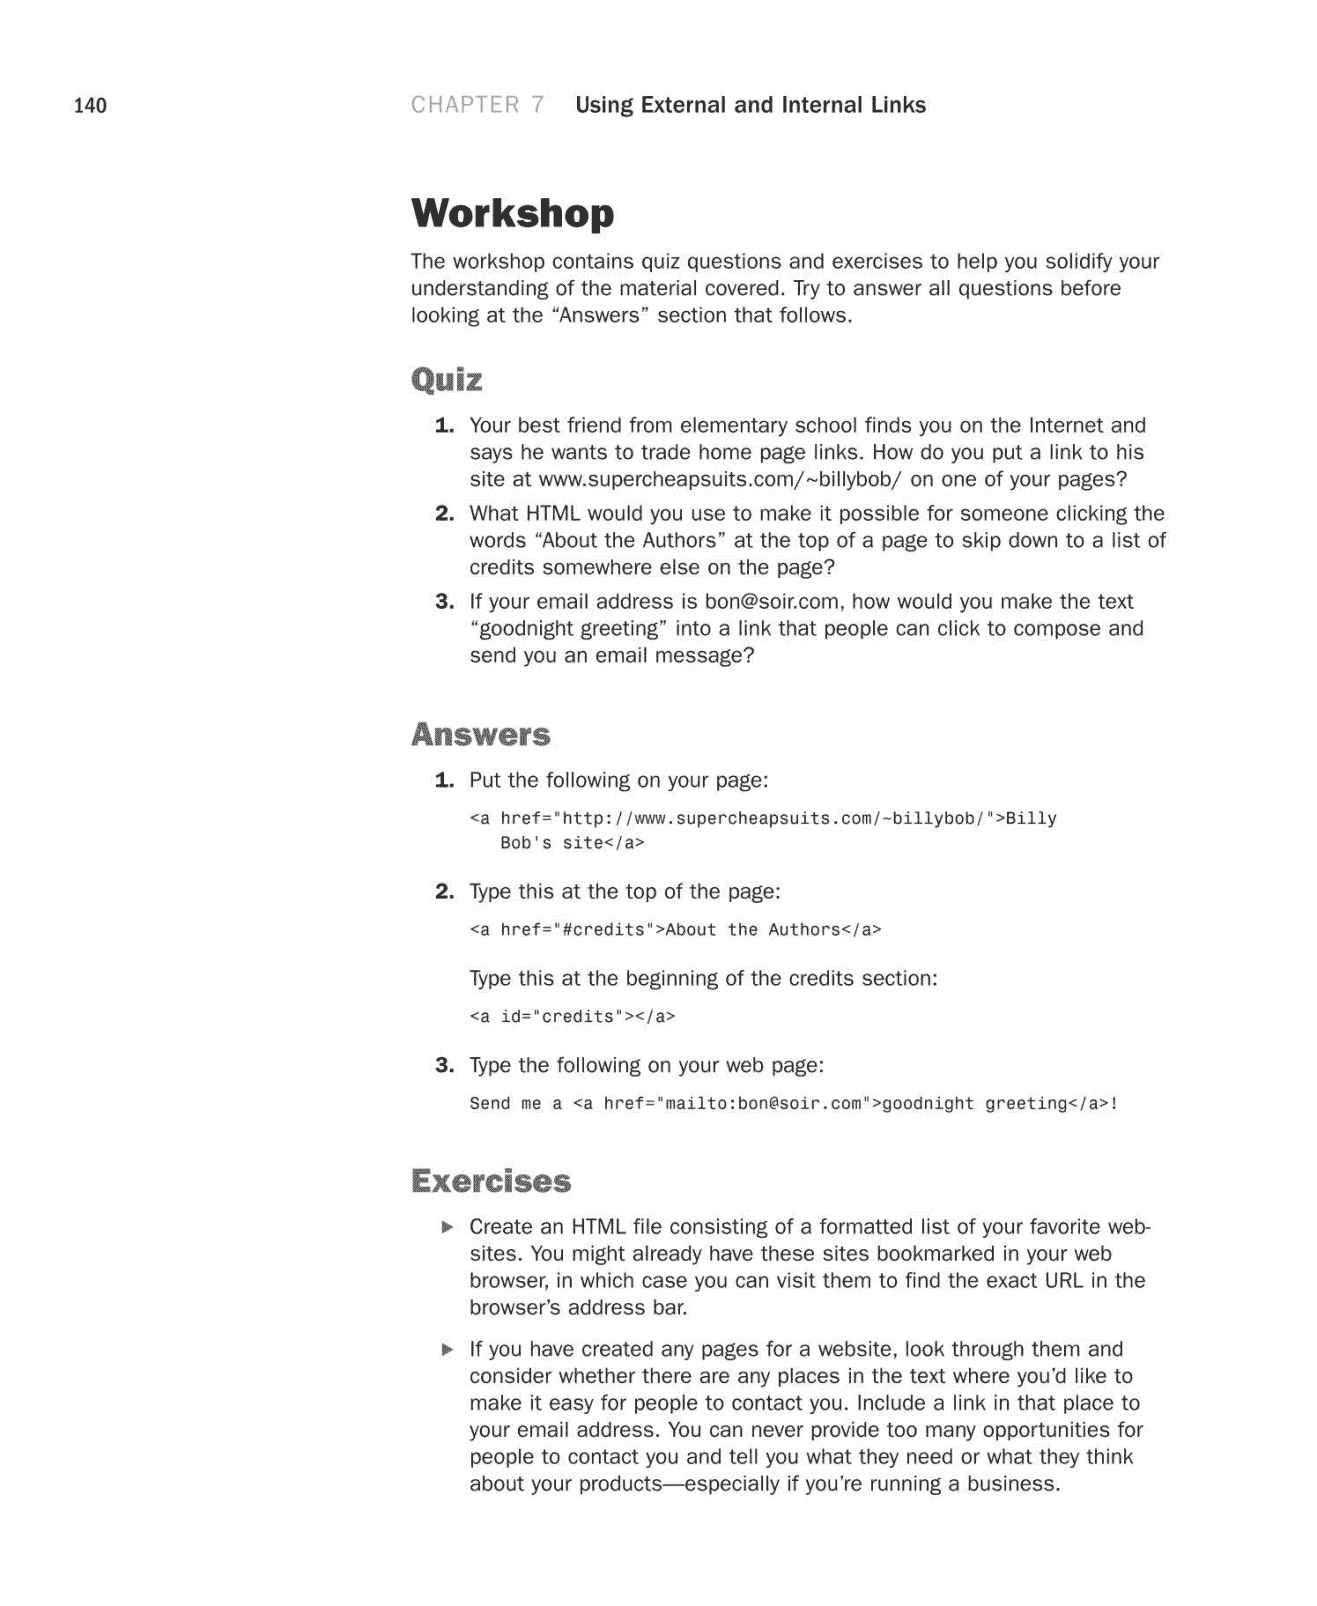 140
CHAPTER 7 Using External and Internal Links
Workshop
The workshop contains quiz questions and exercises to help you solidify your
understanding of the material covered. Try to answer all questions before
looking at the “Answers” section that follows.
Quiz
1. Your best friend from elementary school finds you on the Internet and
says he wants to trade home page links. How do you put a link to his
site at www.supercheapsuits.com/~billybob/ on one of your pages?
2. What HTML would you use to make it possible for someone clicking the
words “About the Authors” at the top of a page to skip down to a list of
credits somewhere else on the page?
3. If your email address is bon@soir.com, how would you make the text
“goodnight greeting” into a link that people can click to compose and
send you an email message?
Answers
1. Put the following on your page:
<a href="http://www.supercheapsuits.com/~billybob/">Billy
Bob's site</a>
2. Type this at the top of the page:
<a href="#credits">About the Authors</a>
Type this at the beginning of the credits section:
<a id="credits"></a>
3. Type the following on your web page:
Send me a <a href="mailto:bon@soir.com">goodnight greeting</a>!
Exercises
▶ Create an HTML file consisting of a formatted list of your favorite web-
sites. You might already have these sites bookmarked in your web
browser, in which case you can visit them to find the exact URL in the
browser’s address bar.
▶ If you have created any pages for a website, look through them and
consider whether there are any places in the text where you’d like to
make it easy for people to contact you. Include a link in that place to
your email address. You can never provide too many opportunities for
people to contact you and tell you what they need or what they think
about your products—especially if you’re running a business.